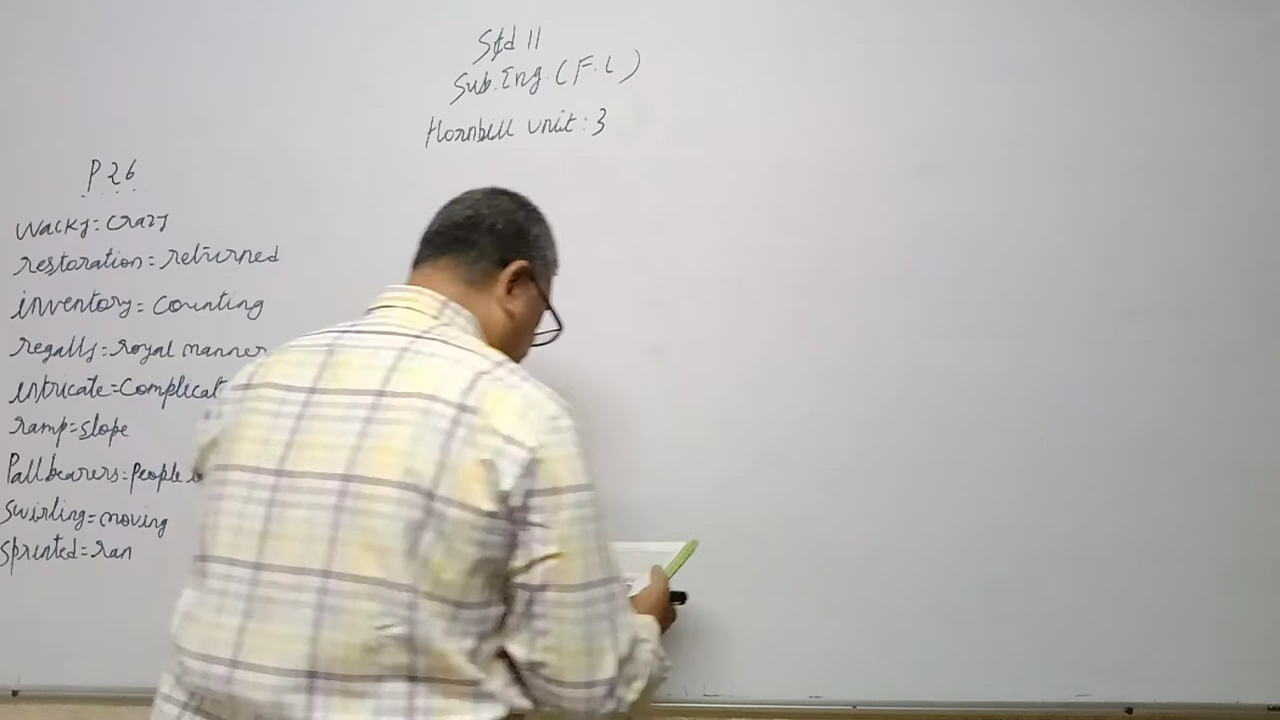 Std 11
Sub. Eng. (F.L)
Hornbill unit: 3
P 26
wacky= crazy
restoration= returned
inventory= counting
regally= royal manner
intricate= Complicat
ramp= slope
Pallbearers= People
Swirling= moving
Sprinted= ran